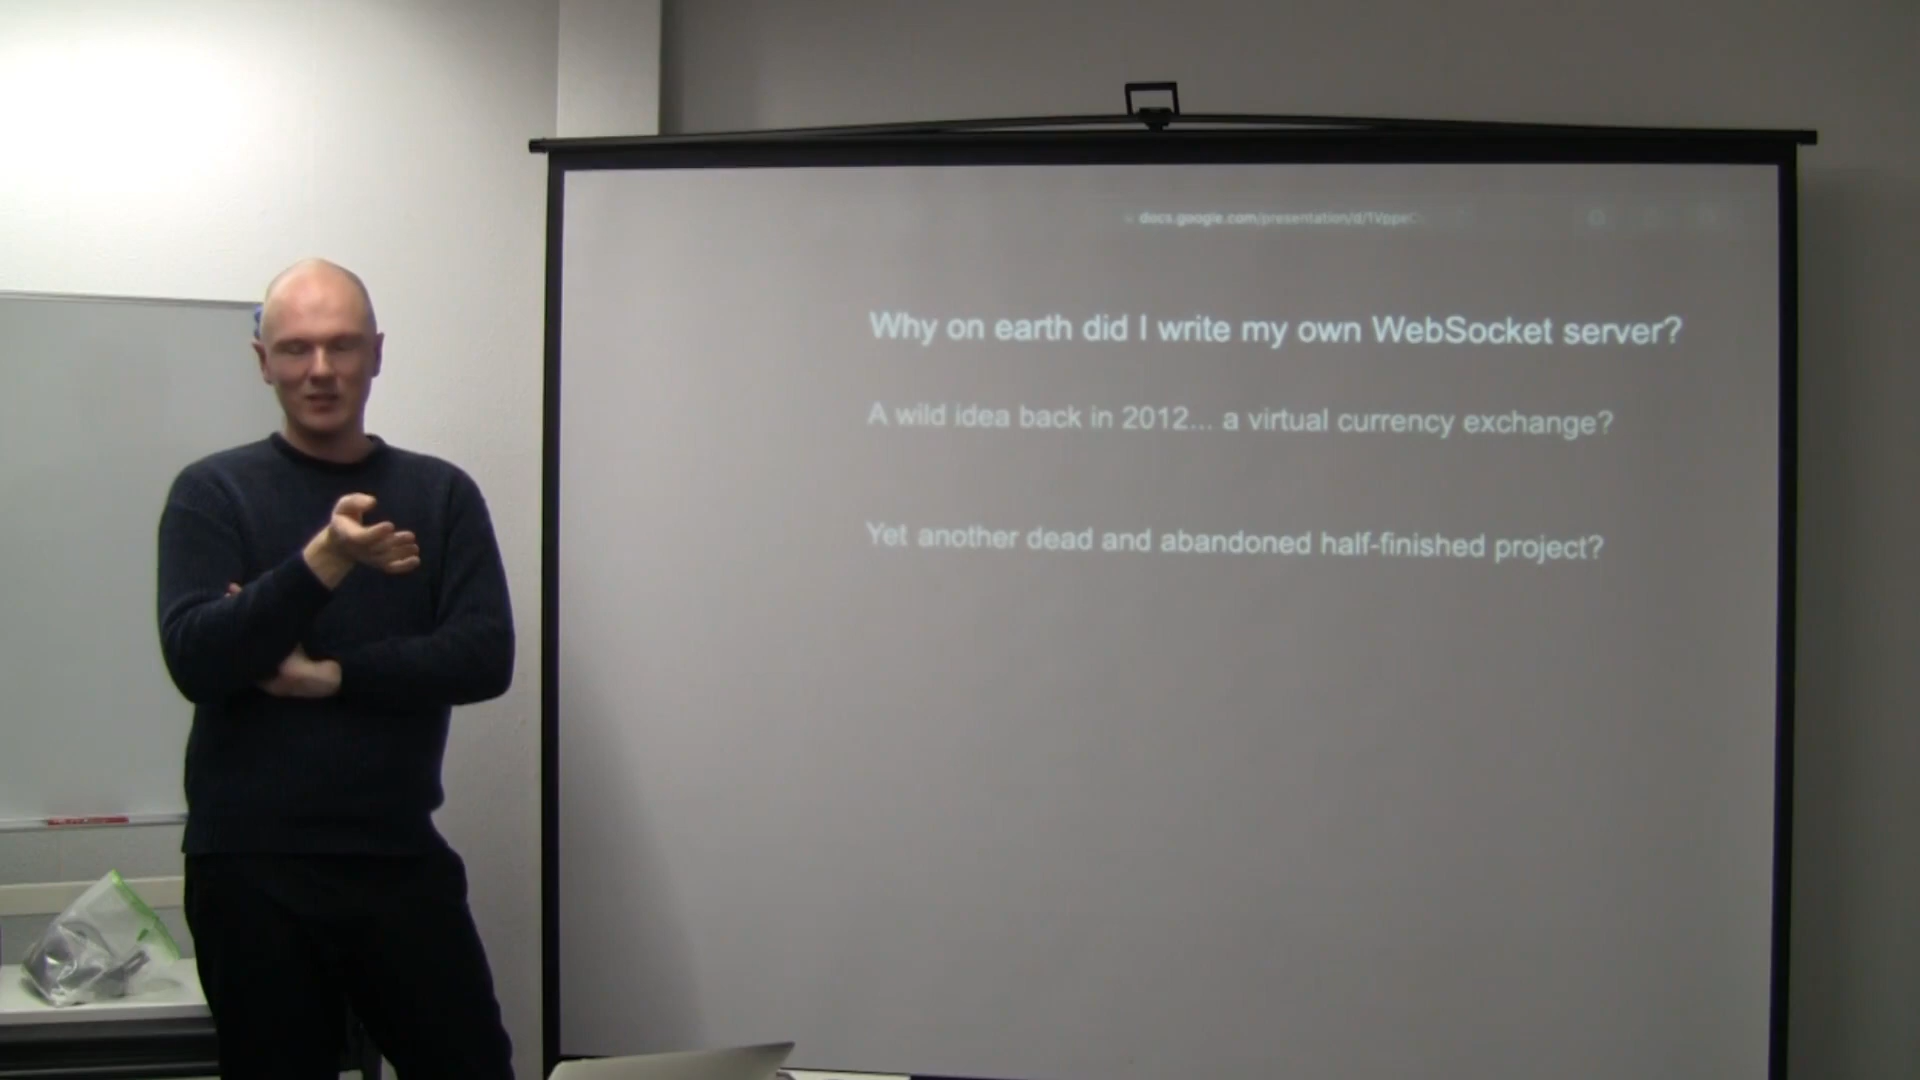 docs.google.com/presentation/d/1Vppx
Why on earth did I write my own WebSocket server?
A wild idea back in 2012... a virtual currency exchange?
Yet another dead and abandoned half-finished project?